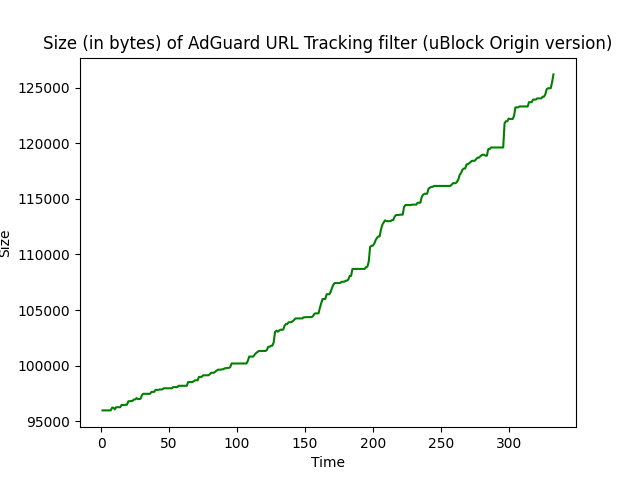 Size (in bytes) of AdGuard URL Tracking filter (uBlock Origin version)
125000
120000
115000
110000
105000
100000
95000
Size
0 50 100 150 200 250 300
Time